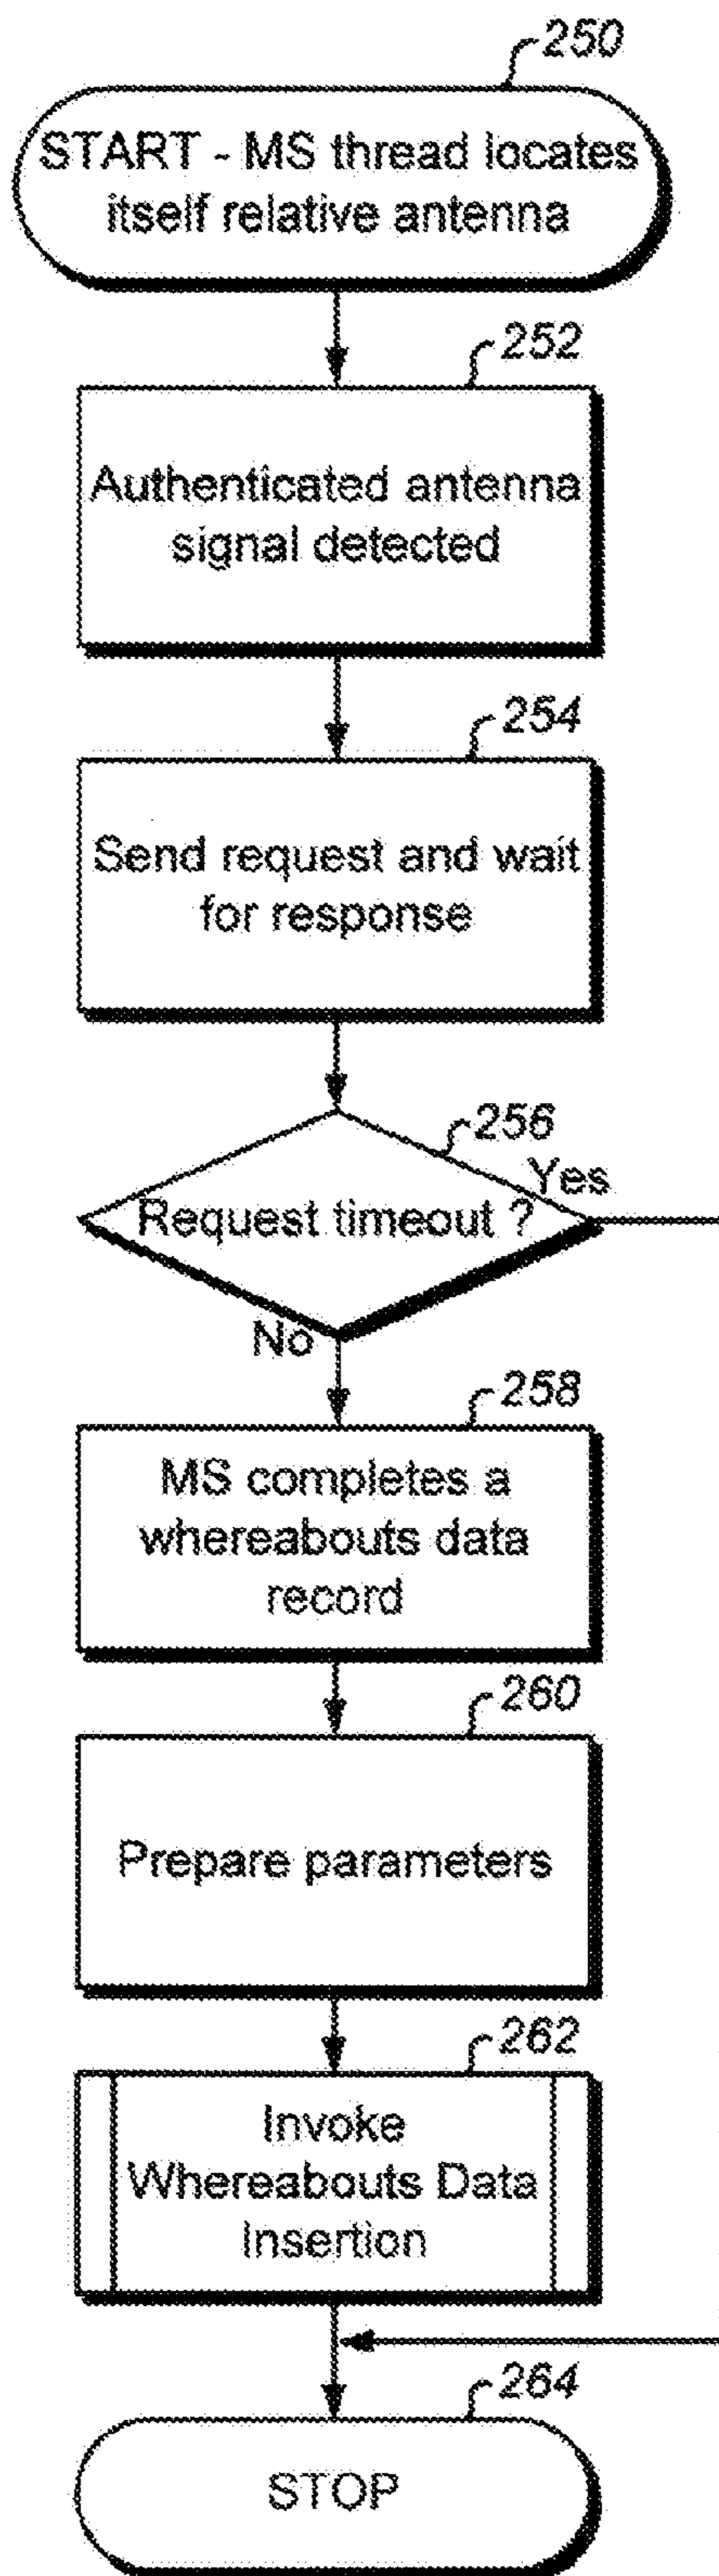 250
START - MS thread locates
itself relative antenna
252
Authenticated antenna
signal detected
254
Send request and wait
for response
256
Yes
Request timeout ?
No
258
MS completes a
whereabouts data
record
260
Prepare parameters
262
Invoke
Whereabouts Data
Insertion
264
STOP